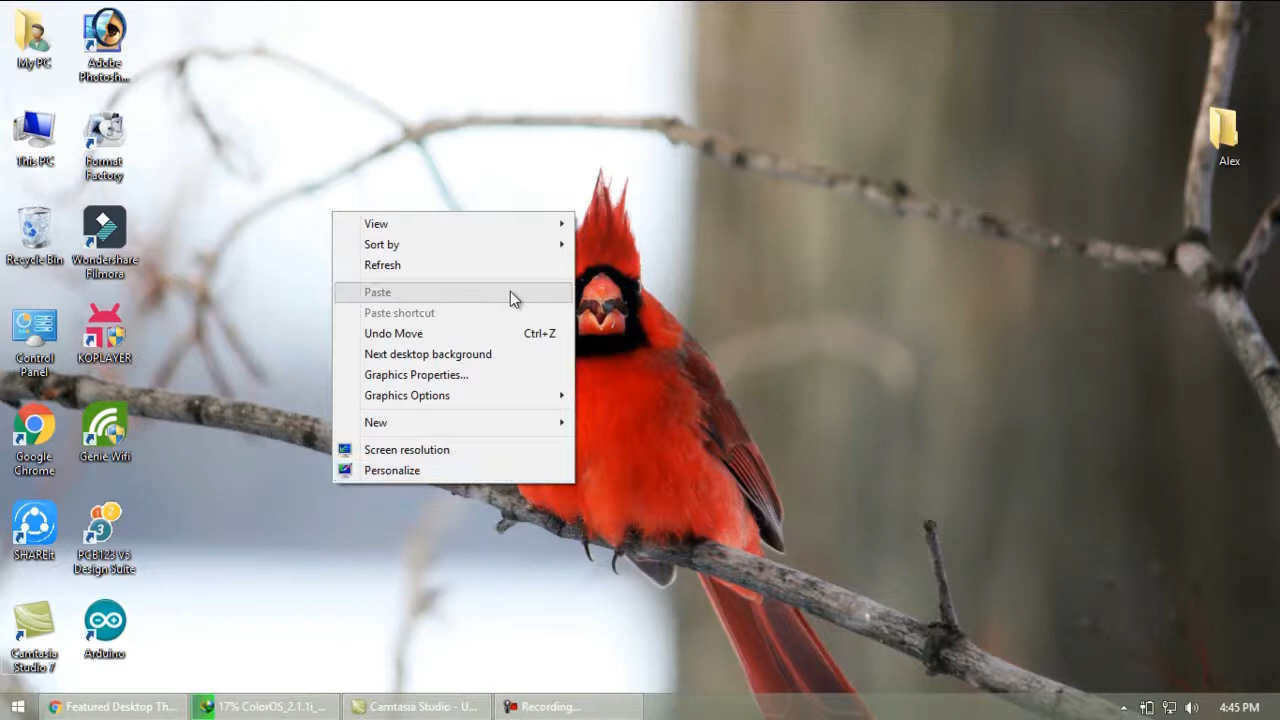 My PC
Adobe
Photosh...
This PC
Format
Factory
Recycle Bin
Wondershare
Filmora
Control
Panel
KOPLAYER
Google
Chrome
Genie Wifi
SHAREit
PCB123 V5
Design Suite
Camtasia
Studio 7
Arduino
Alex
View
Sort by
Refresh
Paste
Paste shortcut
Undo Move Ctrl+Z
Next desktop background
Graphics Properties...
Graphics Options
New
Screen resolution
Personalize
Featured Desktop Th...
17% ColorOS_2.1.1i_...
Camtasia Studio - U...
Recording...
4:45 PM